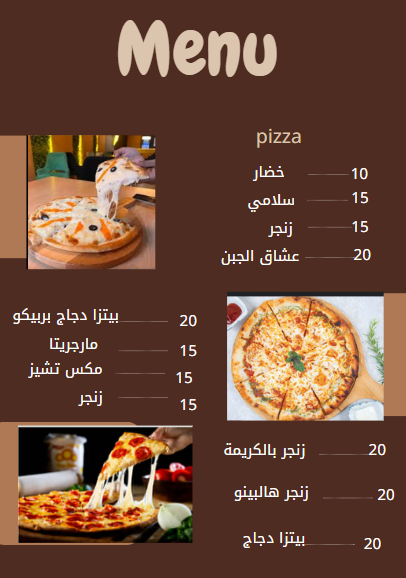 Menu
pizza
خضار 10
سلامي 15
زنجر 15
عشاق الجبن 20
بيتزا دجاج بربيكو 20
مارجريتا 15
مكس تشيز 15
زنجر 15
زنجر بالكريمة 20
زنجر هالبينو 20
بيتزا دجاج 20